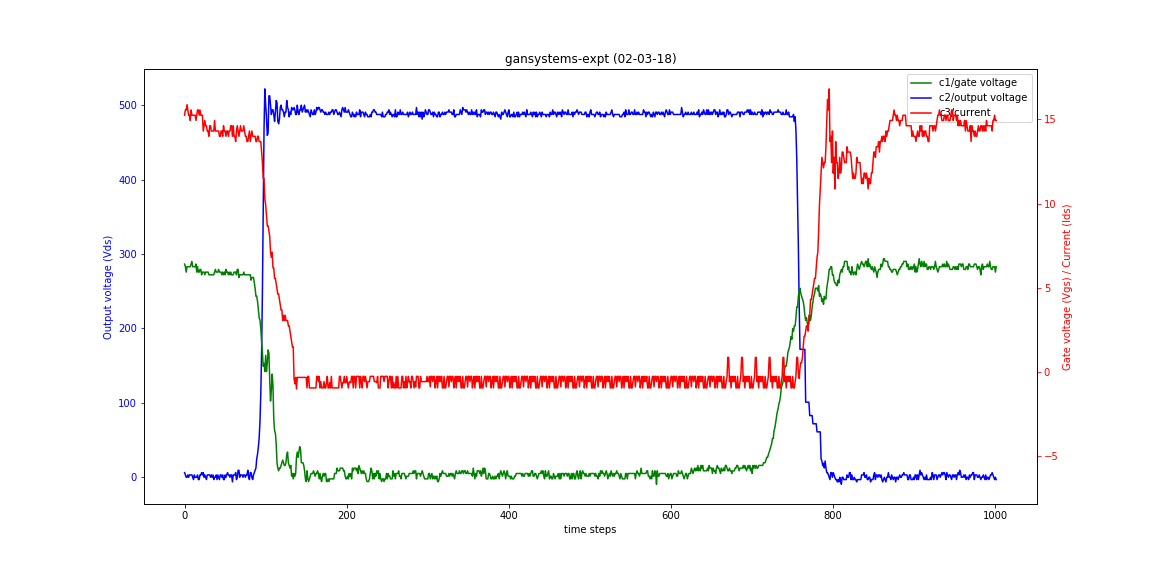 gansystems-expt (02-03-18)
c1/gate voltage
c2/output voltage
c3/current
Output voltage (Vds)
500
400
300
200
100
0
15
10
5
0
−5
Gate voltage (Vgs) / Current (Ids)
0 200 400 600 800 1000
time steps